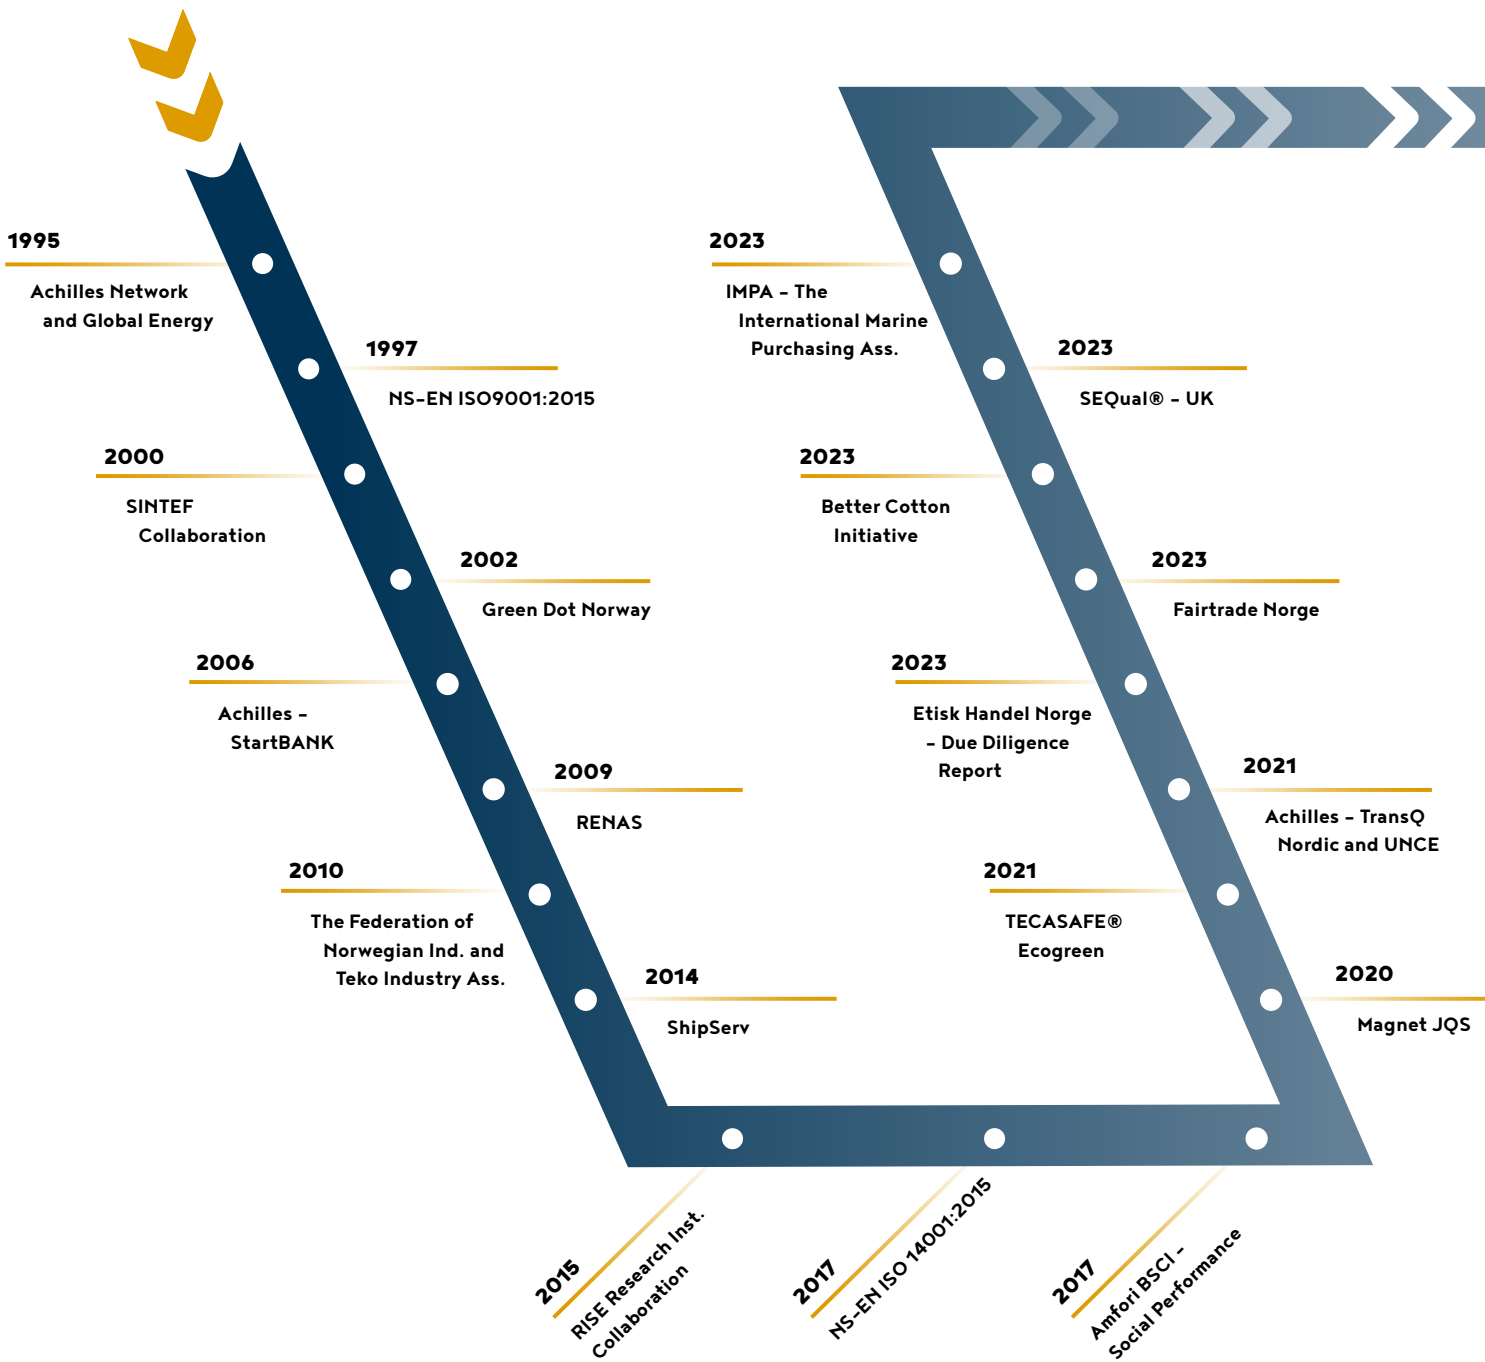 1995
Achilles Network
and Global Energy
1997
NS-EN ISO9001:2015
2000
SINTEF
Collaboration
2002
Green Dot Norway
2006
Achilles –
StartBANK
2009
RENAS
2010
The Federation of
Norwegian Ind. and
Teko Industry Ass.
2014
ShipServ
2015
RISE Research Inst.
Collaboration
2017
NS-EN ISO 14001:2015
2017
Amfori BSCI –
Social Performance
2020
Magnet JQS
2021
TECASAFE®
Ecogreen
2021
Achilles – TransQ
Nordic and UNCE
2023
Etisk Handel Norge
– Due Diligence
Report
2023
Fairtrade Norge
2023
Better Cotton
Initiative
2023
SEQual® – UK
2023
IMPA – The
International Marine
Purchasing Ass.